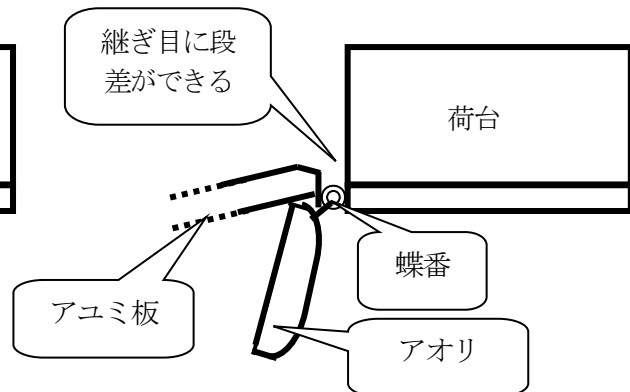 継ぎ目に段
差ができる
荷台
蝶番
アユミ板
アオリ